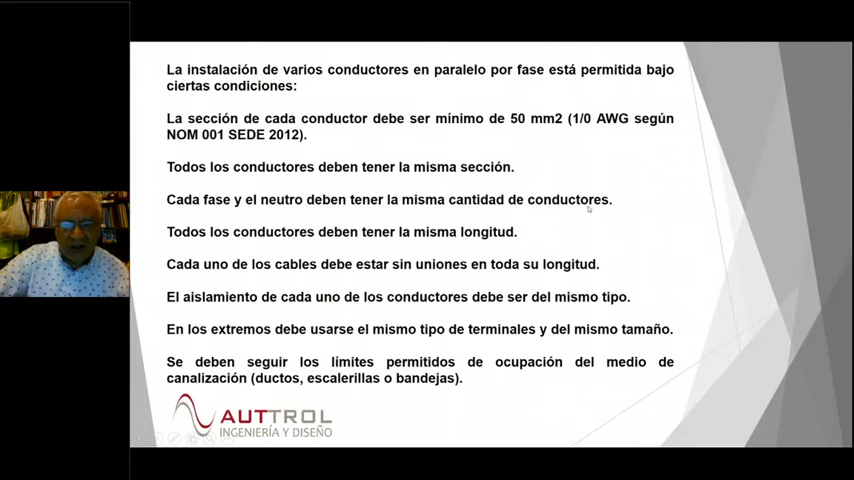 La instalación de varios conductores en paralelo por fase está permitida bajo
ciertas condiciones:
La sección de cada conductor debe ser mínimo de 50 mm2 (1/0 AWG según
NOM 001 SEDE 2012).
Todos los conductores deben tener la misma sección.
Cada fase y el neutro deben tener la misma cantidad de conductores.
Todos los conductores deben tener la misma longitud.
Cada uno de los cables debe estar sin uniones en toda su longitud.
El aislamiento de cada uno de los conductores debe ser del mismo tipo.
En los extremos debe usarse el mismo tipo de terminales y del mismo tamaño.
Se deben seguir los límites permitidos de ocupación del medio de
canalización (ductos, escalerillas o bandejas).
AUTTROL
INGENIERÍA Y DISEÑO